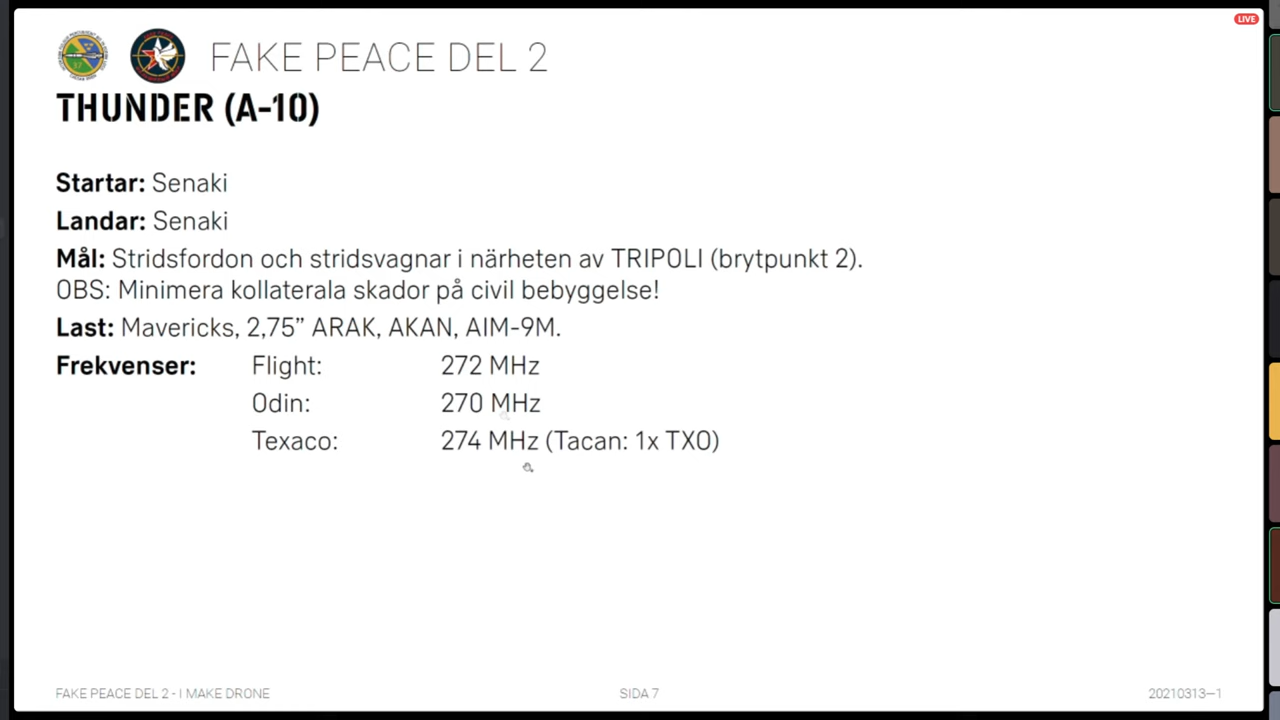 LIVE
FAKE PEACE DEL 2
THUNDER (A-10)
Startar: Senaki
Landar: Senaki
Mål: Stridsfordon och stridsvagnar i närheten av TRIPOLI (brytpunkt 2).
OBS: Minimera kollaterala skador på civil bebyggelse!
Last: Mavericks, 2,75” ARAK, AKAN, AIM-9M.
Frekvenser: Flight: 272 MHz
Odin: 270 MHz
Texaco: 274 MHz (Tacan: 1x TXO)
FAKE PEACE DEL 2 - I MAKE DRONE SIDA 7 20210313—1